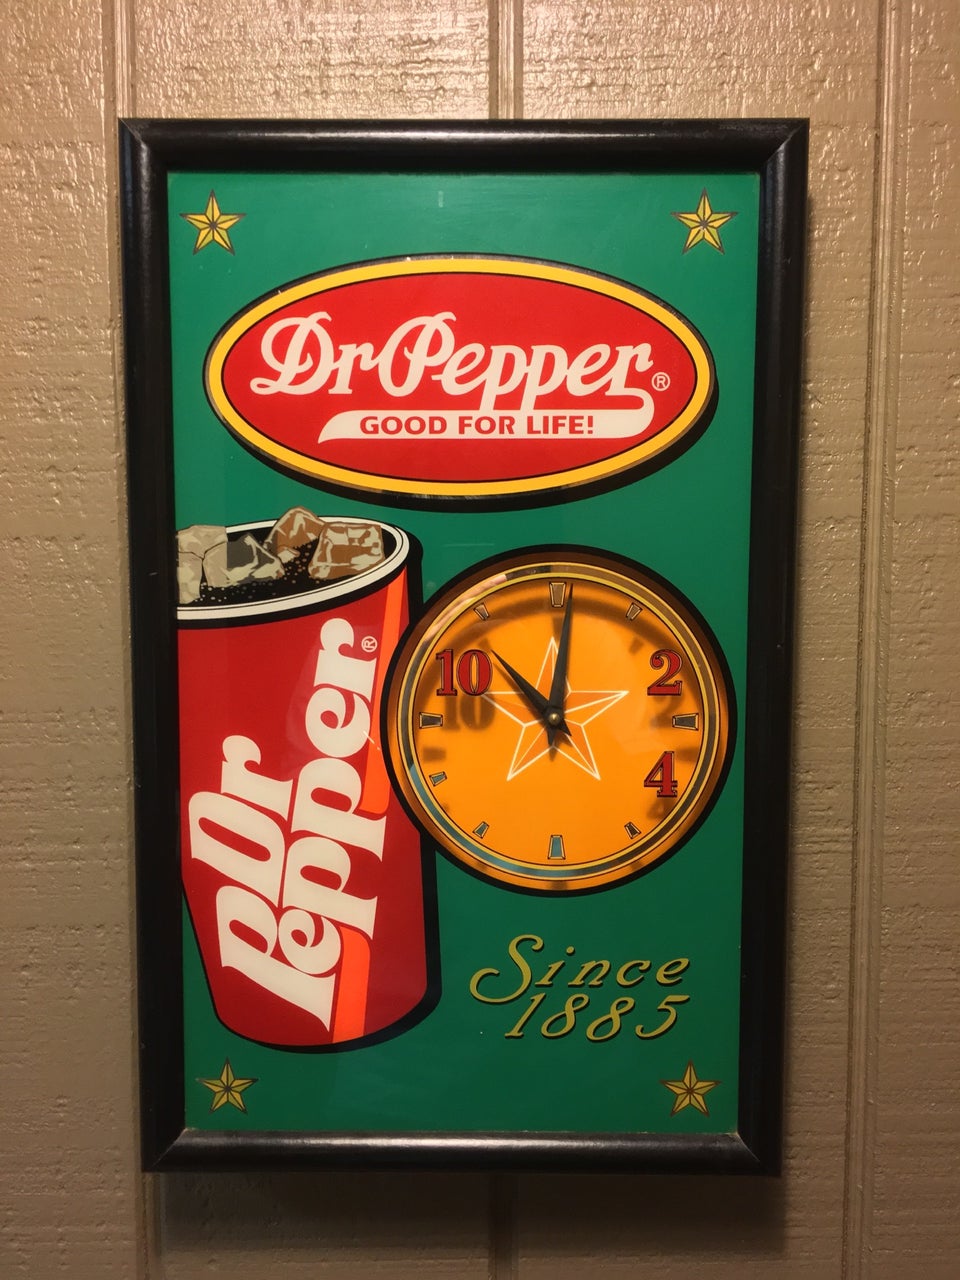 Dr Pepper®
GOOD FOR LIFE!
Dr
Pepper®
10
2
4
Since
1885